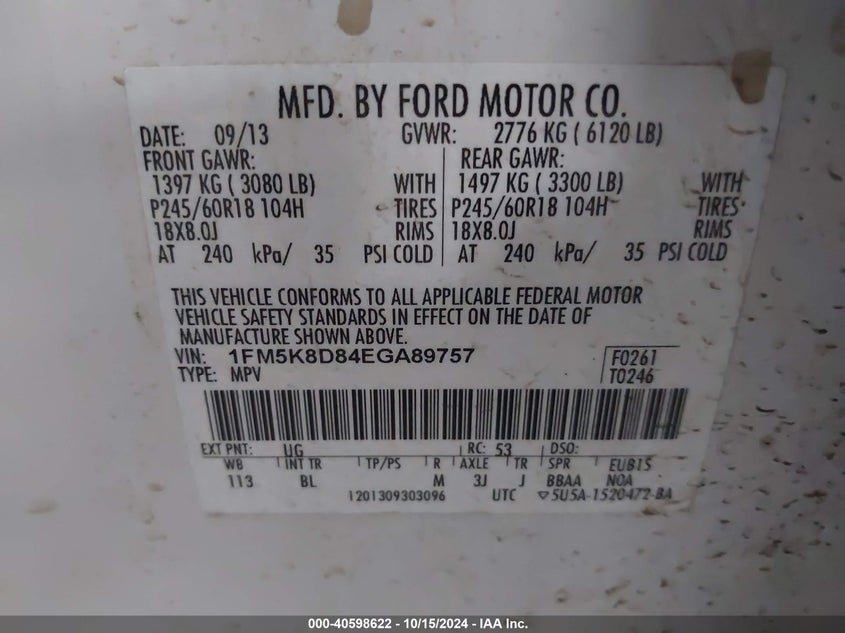 MFD. BY FORD MOTOR CO.
DATE: 09/13 GVWR: 2776 KG ( 6120 LB)
FRONT GAWR: REAR GAWR:
1397 KG ( 3080 LB) WITH 1497 KG ( 3300 LB) WITH
P245/60R18 104H TIRES P245/60R18 104H TIRES
18X8.0J RIMS 18X8.0J RIMS
AT 240 kPa/ 35 PSI COLD AT 240 kPa/ 35 PSI COLD
THIS VEHICLE CONFORMS TO ALL APPLICABLE FEDERAL MOTOR
VEHICLE SAFETY STANDARDS IN EFFECT ON THE DATE OF
MANUFACTURE SHOWN ABOVE.
VIN: 1FM5K8D84EGA89757 F0261
TYPE: MPV T0246
EXT PNT: UG RC: 53 DSO:
WB INT TR TP/PS R AXLE TR SPR EUB15
113 BL M 3J J BBAA NOA
1201309303096 UTC ▽5U5A-1520472-BA
000-40598622 - 10/15/2024 - IAA Inc.